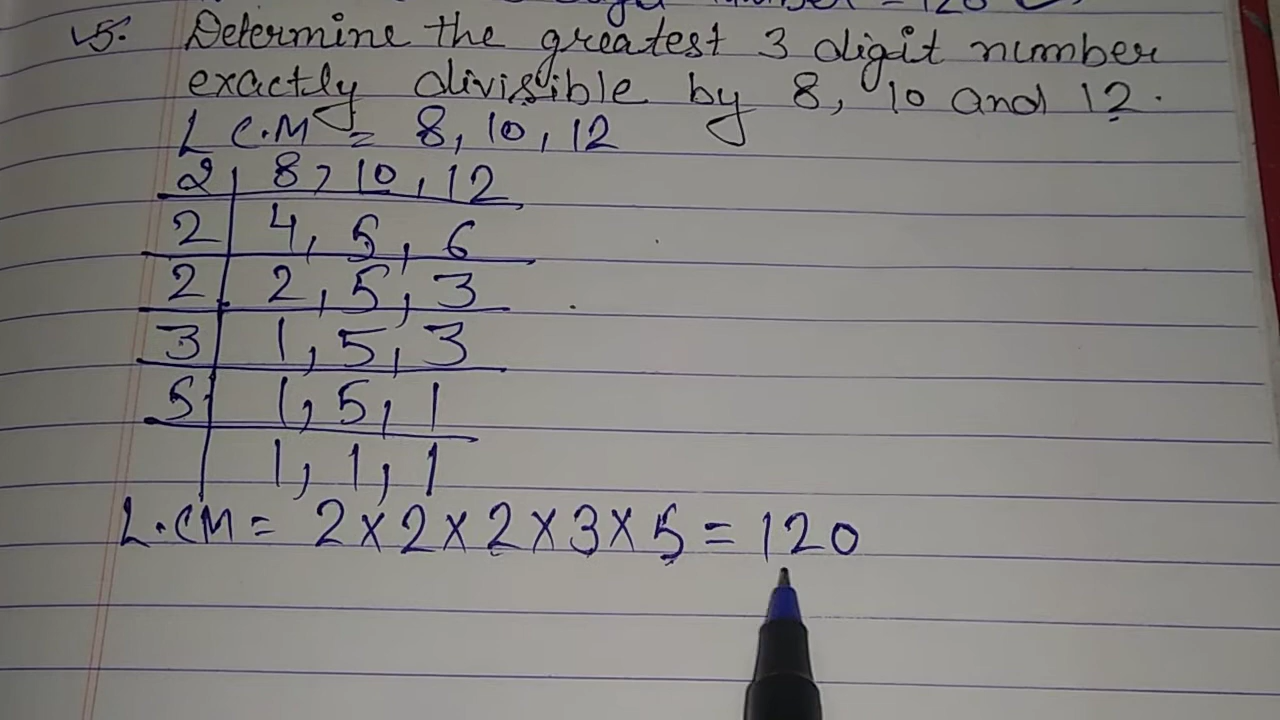 number = 120
5. Determine the greatest 3 digit number
exactly divisible by 8, 10 and 12.
L C.M = 8, 10, 12
2 8, 10, 12
2 4, 5, 6
2 2, 5, 3
3 1, 5, 3
5 1, 5, 1
1, 1, 1
L.CM = 2×2×2×3×5 = 120